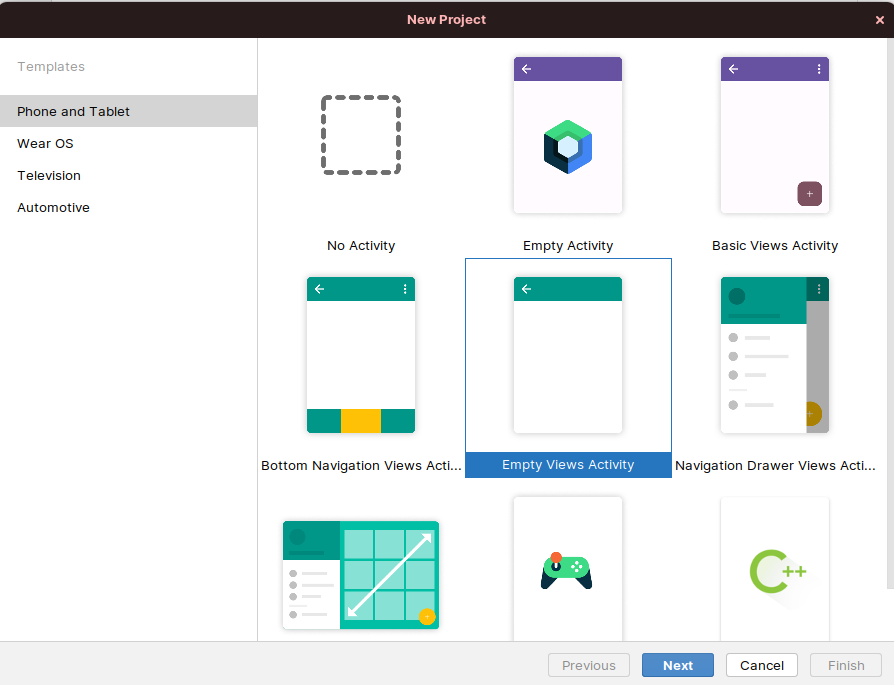 New Project
Templates
Phone and Tablet
Wear OS
Television
Automotive
No Activity
Empty Activity
Basic Views Activity
Bottom Navigation Views Acti...
Empty Views Activity
Navigation Drawer Views Acti...
C++
Previous
Next
Cancel
Finish